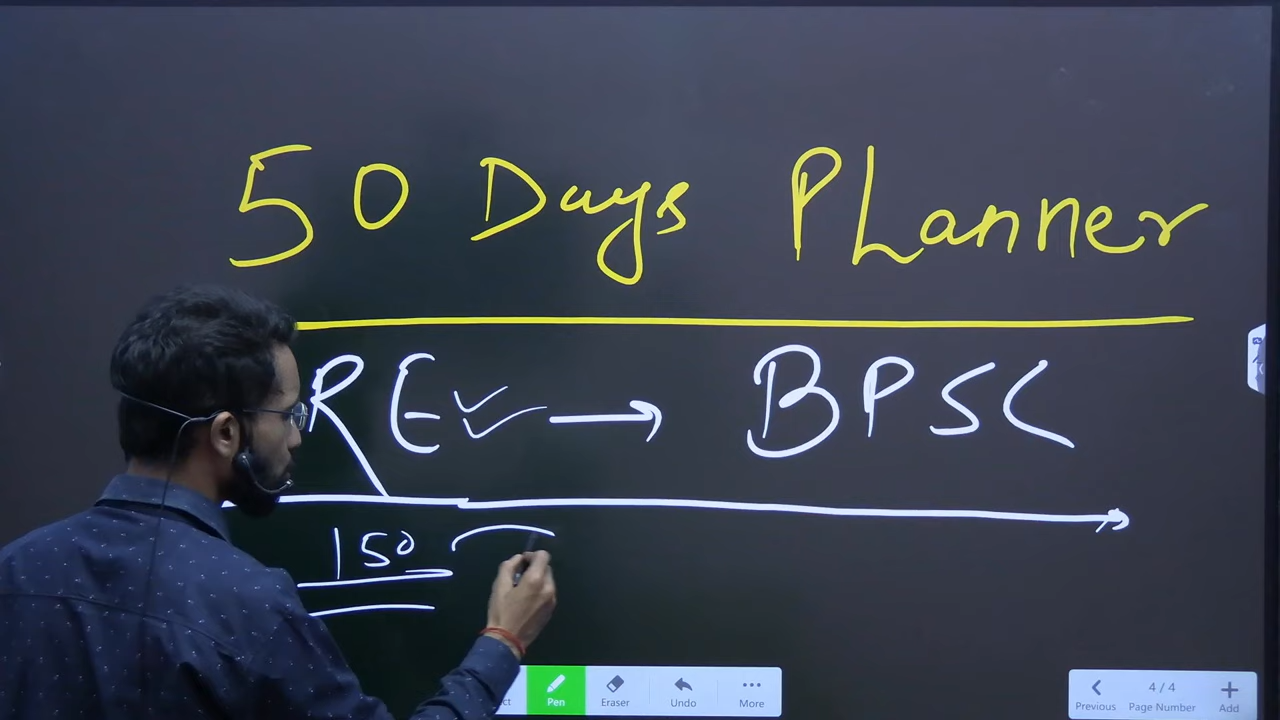 50 Days PLanner
RE → BPSC
150
Pen
Eraser
Undo
More
Previous
4 / 4
Page Number
Add